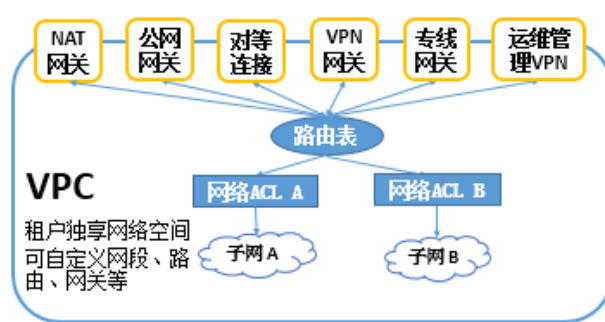 NAT
网关
公网
网关
对等
连接
VPN
网关
专线
网关
运维管
理VPN
路由表
网络ACL A
网络ACL B
VPC
租户独享网络空间
可自定义网段、路
由、网关等
子网A
子网B